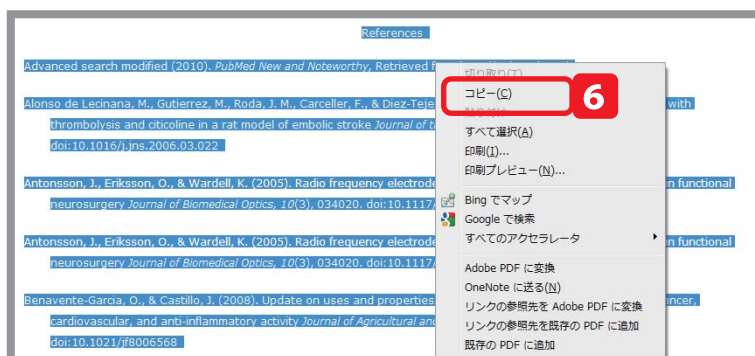 References
Advanced search modified (2010). PubMed New and Noteworthy, Retrieved
切り取り(T)
コピー(C)
6
Alonso de Lecinana, M., Gutierrez, M., Roda, J. M., Carceller, F., & Diez-Teje
with
thrombolysis and citicoline in a rat model of embolic stroke Journal of
すべて選択(A)
doi:10.1016/j.jns.2006.03.022
印刷(I)...
印刷プレビュー(N)...
Antonsson, J., Eriksson, O., & Wardell, K. (2005). Radio frequency electrode
n functional
neurosurgery Journal of Biomedical Optics, 10(3), 034020. doi:10.1117/
Bing でマップ
Google で検索
すべてのアクセラレータ
Antonsson, J., Eriksson, O., & Wardell, K. (2005). Radio frequency electrode
n functional
neurosurgery Journal of Biomedical Optics, 10(3), 034020. doi:10.1117/
Adobe PDF に変換
OneNote に送る(N)
Benavente-Garcia, O., & Castillo, J. (2008). Update on uses and properties
ncer,
リンクの参照先を Adobe PDF に変換
cardiovascular, and anti-inflammatory activity Journal of Agricultural and
リンクの参照先を既存の PDF に追加
doi:10.1021/jf8006568
既存の PDF に追加